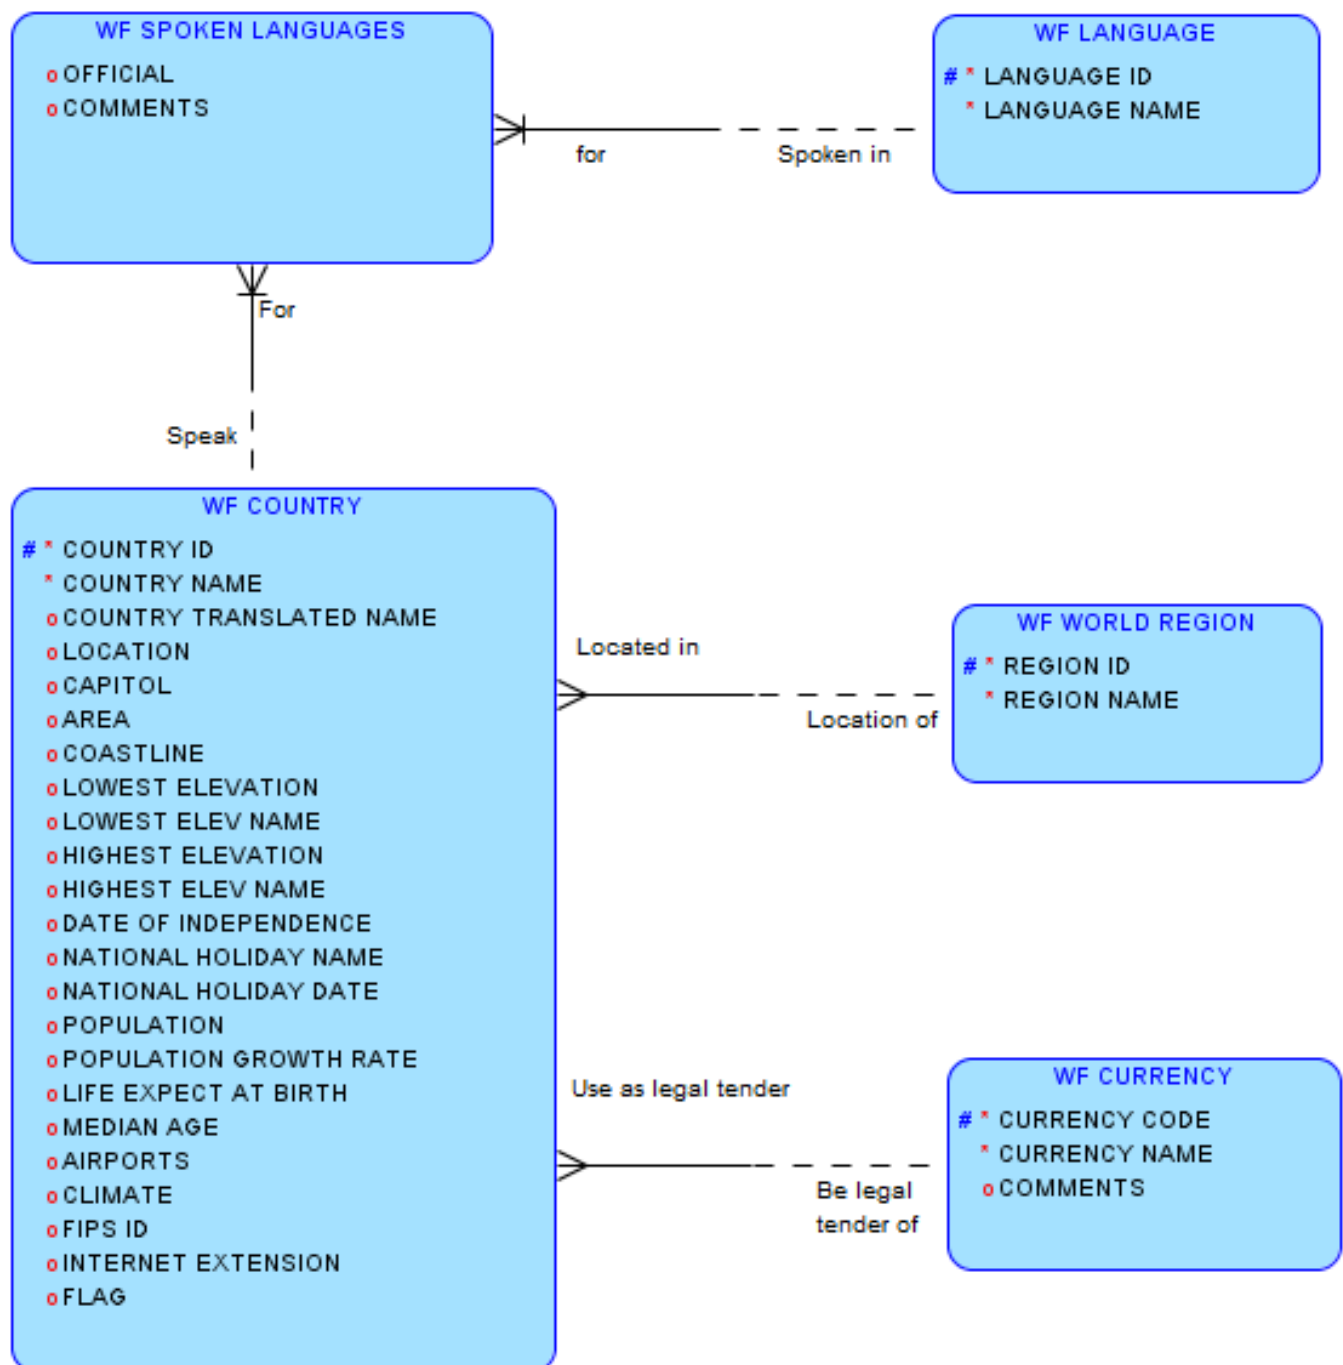 WF SPOKEN LANGUAGES
o OFFICIAL
o COMMENTS
WF LANGUAGE
# * LANGUAGE ID
* LANGUAGE NAME
for
Spoken in
For
Speak
WF COUNTRY
# * COUNTRY ID
* COUNTRY NAME
o COUNTRY TRANSLATED NAME
o LOCATION
o CAPITOL
o AREA
o COASTLINE
o LOWEST ELEVATION
o LOWEST ELEV NAME
o HIGHEST ELEVATION
o HIGHEST ELEV NAME
o DATE OF INDEPENDENCE
o NATIONAL HOLIDAY NAME
o NATIONAL HOLIDAY DATE
o POPULATION
o POPULATION GROWTH RATE
o LIFE EXPECT AT BIRTH
o MEDIAN AGE
o AIRPORTS
o CLIMATE
o FIPS ID
o INTERNET EXTENSION
o FLAG
Located in
Location of
WF WORLD REGION
# * REGION ID
* REGION NAME
Use as legal tender
Be legal
tender of
WF CURRENCY
# * CURRENCY CODE
* CURRENCY NAME
o COMMENTS